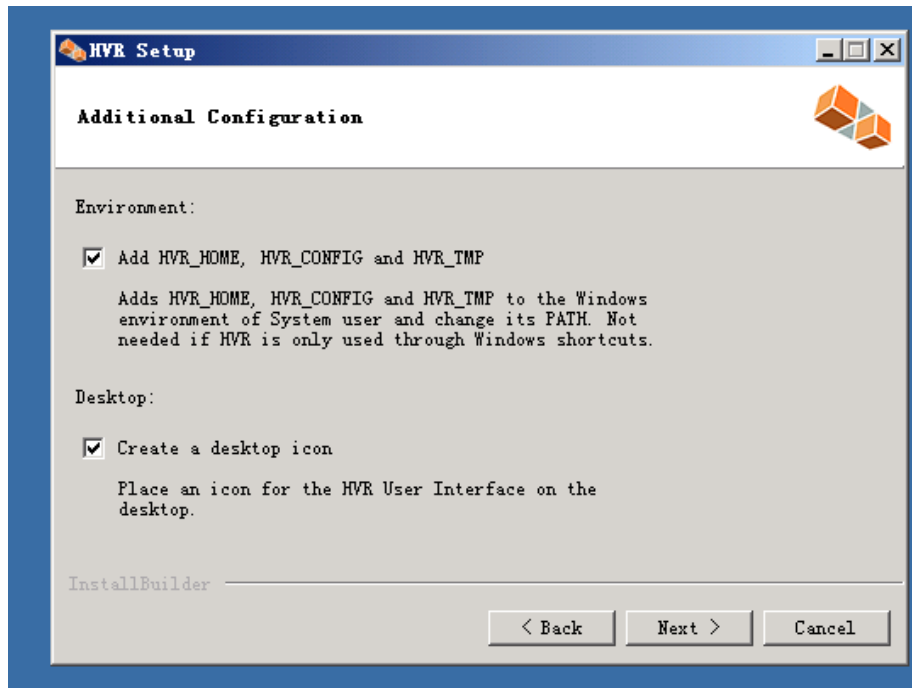 HVR Setup
Additional Configuration
Environment:
Add HVR_HOME, HVR_CONFIG and HVR_TMP
Adds HVR_HOME, HVR_CONFIG and HVR_TMP to the Windows
environment of System user and change its PATH. Not
needed if HVR is only used through Windows shortcuts.
Desktop:
Create a desktop icon
Place an icon for the HVR User Interface on the
desktop.
InstallBuilder
< Back Next > Cancel